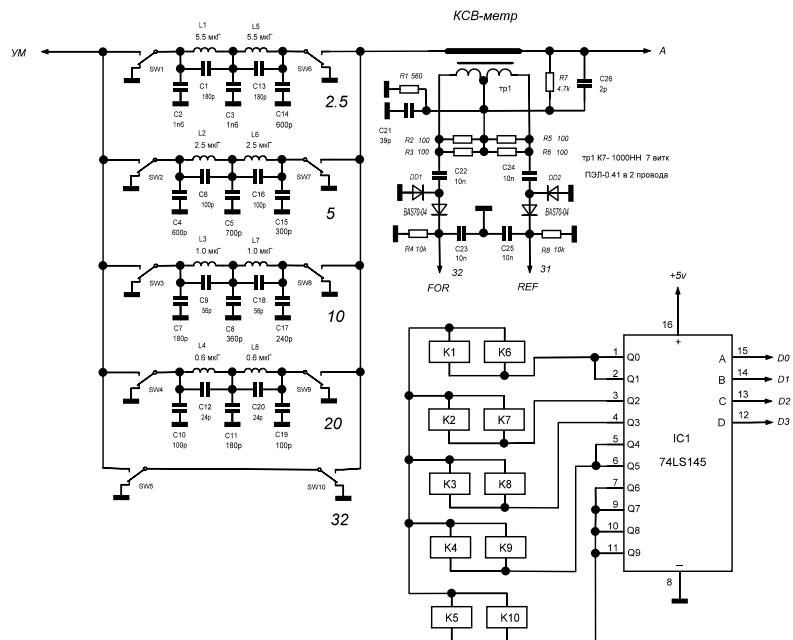 КСВ-метр
УМ
L1
5.5 мкГ
L5
5.5 мкГ
SW1
C1
180p
C13
180p
SW6
C2
1n6
C3
1n6
C14
600p
2.5
L2
2.5 мкГ
L6
2.5 мкГ
SW2
C6
100p
C16
100p
SW7
C4
600p
C5
700p
C15
300p
5
L3
1.0 мкГ
L7
1.0 мкГ
SW3
C9
56p
C18
56p
SW8
C7
180p
C8
360p
C17
240p
10
L4
0.6 мкГ
L8
0.6 мкГ
SW4
C12
24p
C20
24p
SW9
C10
100p
C11
180p
C19
100p
20
SW5
SW10
32
A
R1 560
тр1
R7
4.7k
C26
2p
C21
39p
R2 100
R3 100
R5 100
R6 100
тр1 К7- 1000НН 7 витк
ПЭЛ-0.41 в 2 провода
C22
10n
C24
10n
DD1
DD2
BAS70-04
BAS70-04
R4 10k
C23
10n
C25
10n
R8 10k
32
31
FOR
REF
+5v
16
+
K1
K6
K2
K7
K3
K8
K4
K9
K5
K10
1
Q0
2
Q1
3
Q2
4
Q3
5
Q4
6
Q5
7
Q6
9
Q7
10
Q8
11
Q9
IC1
74LS145
A
15
D0
B
14
D1
C
13
D2
D
12
D3
8